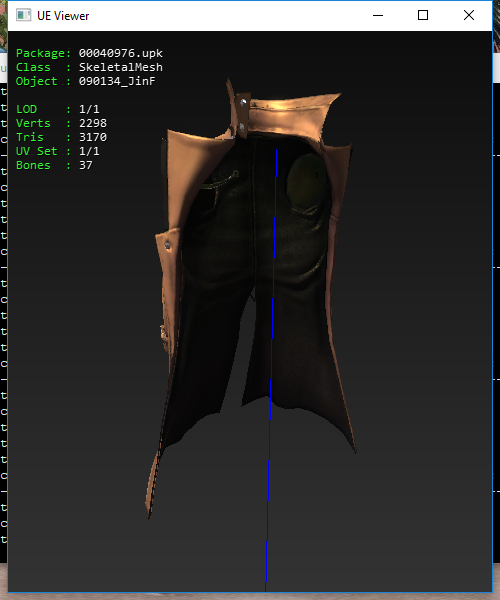 UE Viewer
Package: 00040976.upk
Class : SkeletalMesh
Object : 090134_JinF
LOD : 1/1
Verts : 2298
Tris : 3170
UV Set : 1/1
Bones : 37